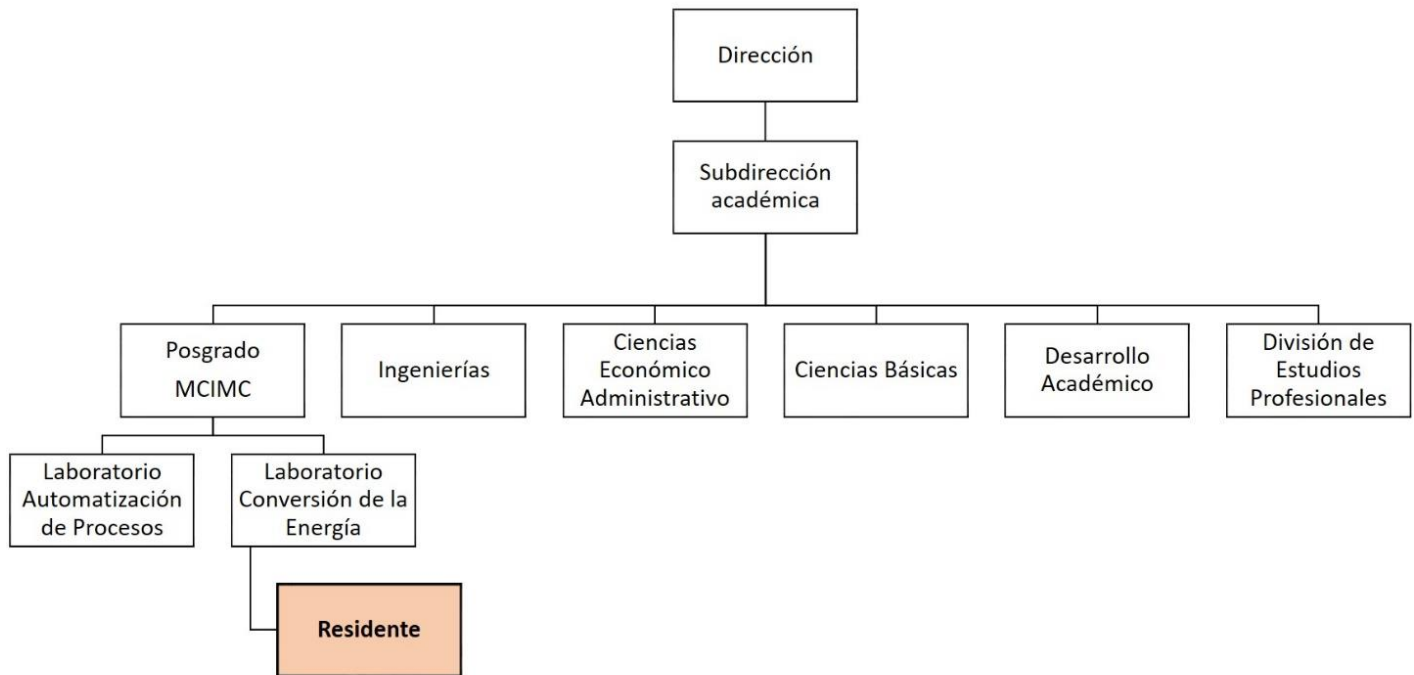 Dirección
Subdirección
académica
Posgrado
MCIMC
Ingenierías
Ciencias
Económico
Administrativo
Ciencias Básicas
Desarrollo
Académico
División de
Estudios
Profesionales
Laboratorio
Automatización
de Procesos
Laboratorio
Conversión de la
Energía
Residente